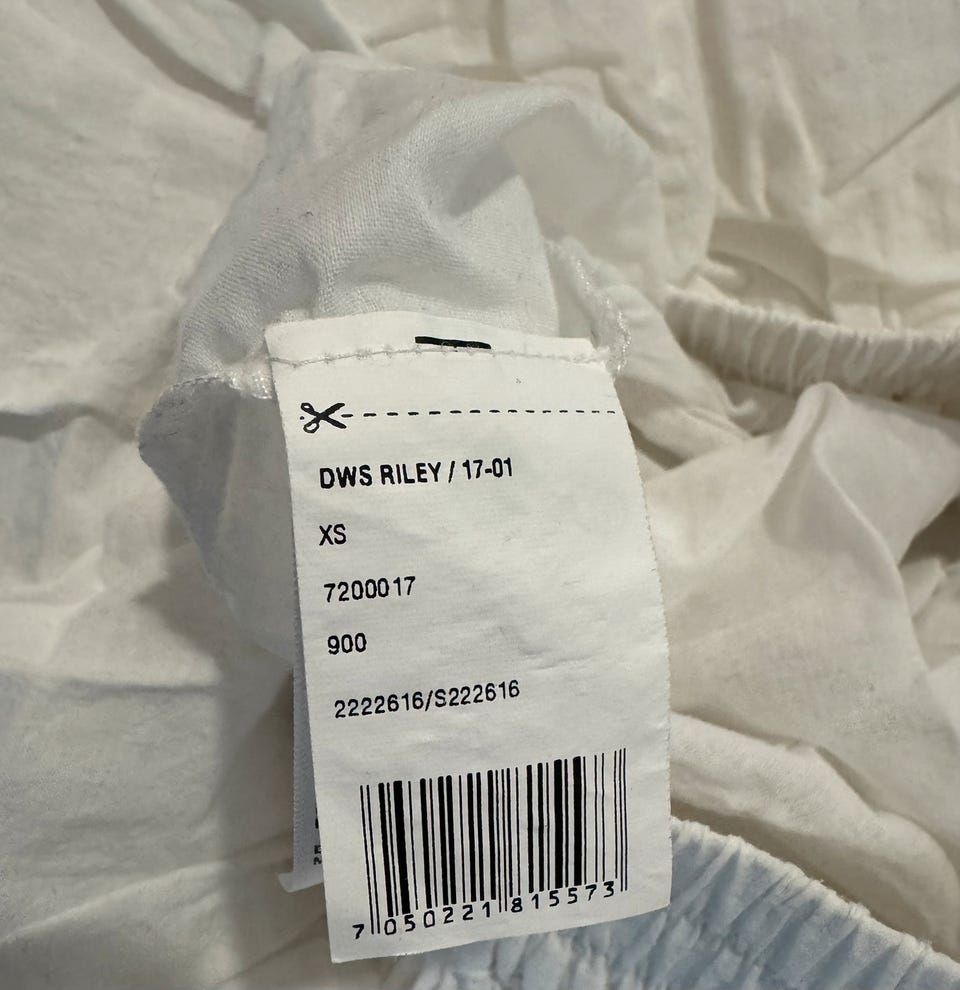 DWS RILEY / 17-01
XS
7200017
900
2222616/S222616
7 050221 815573